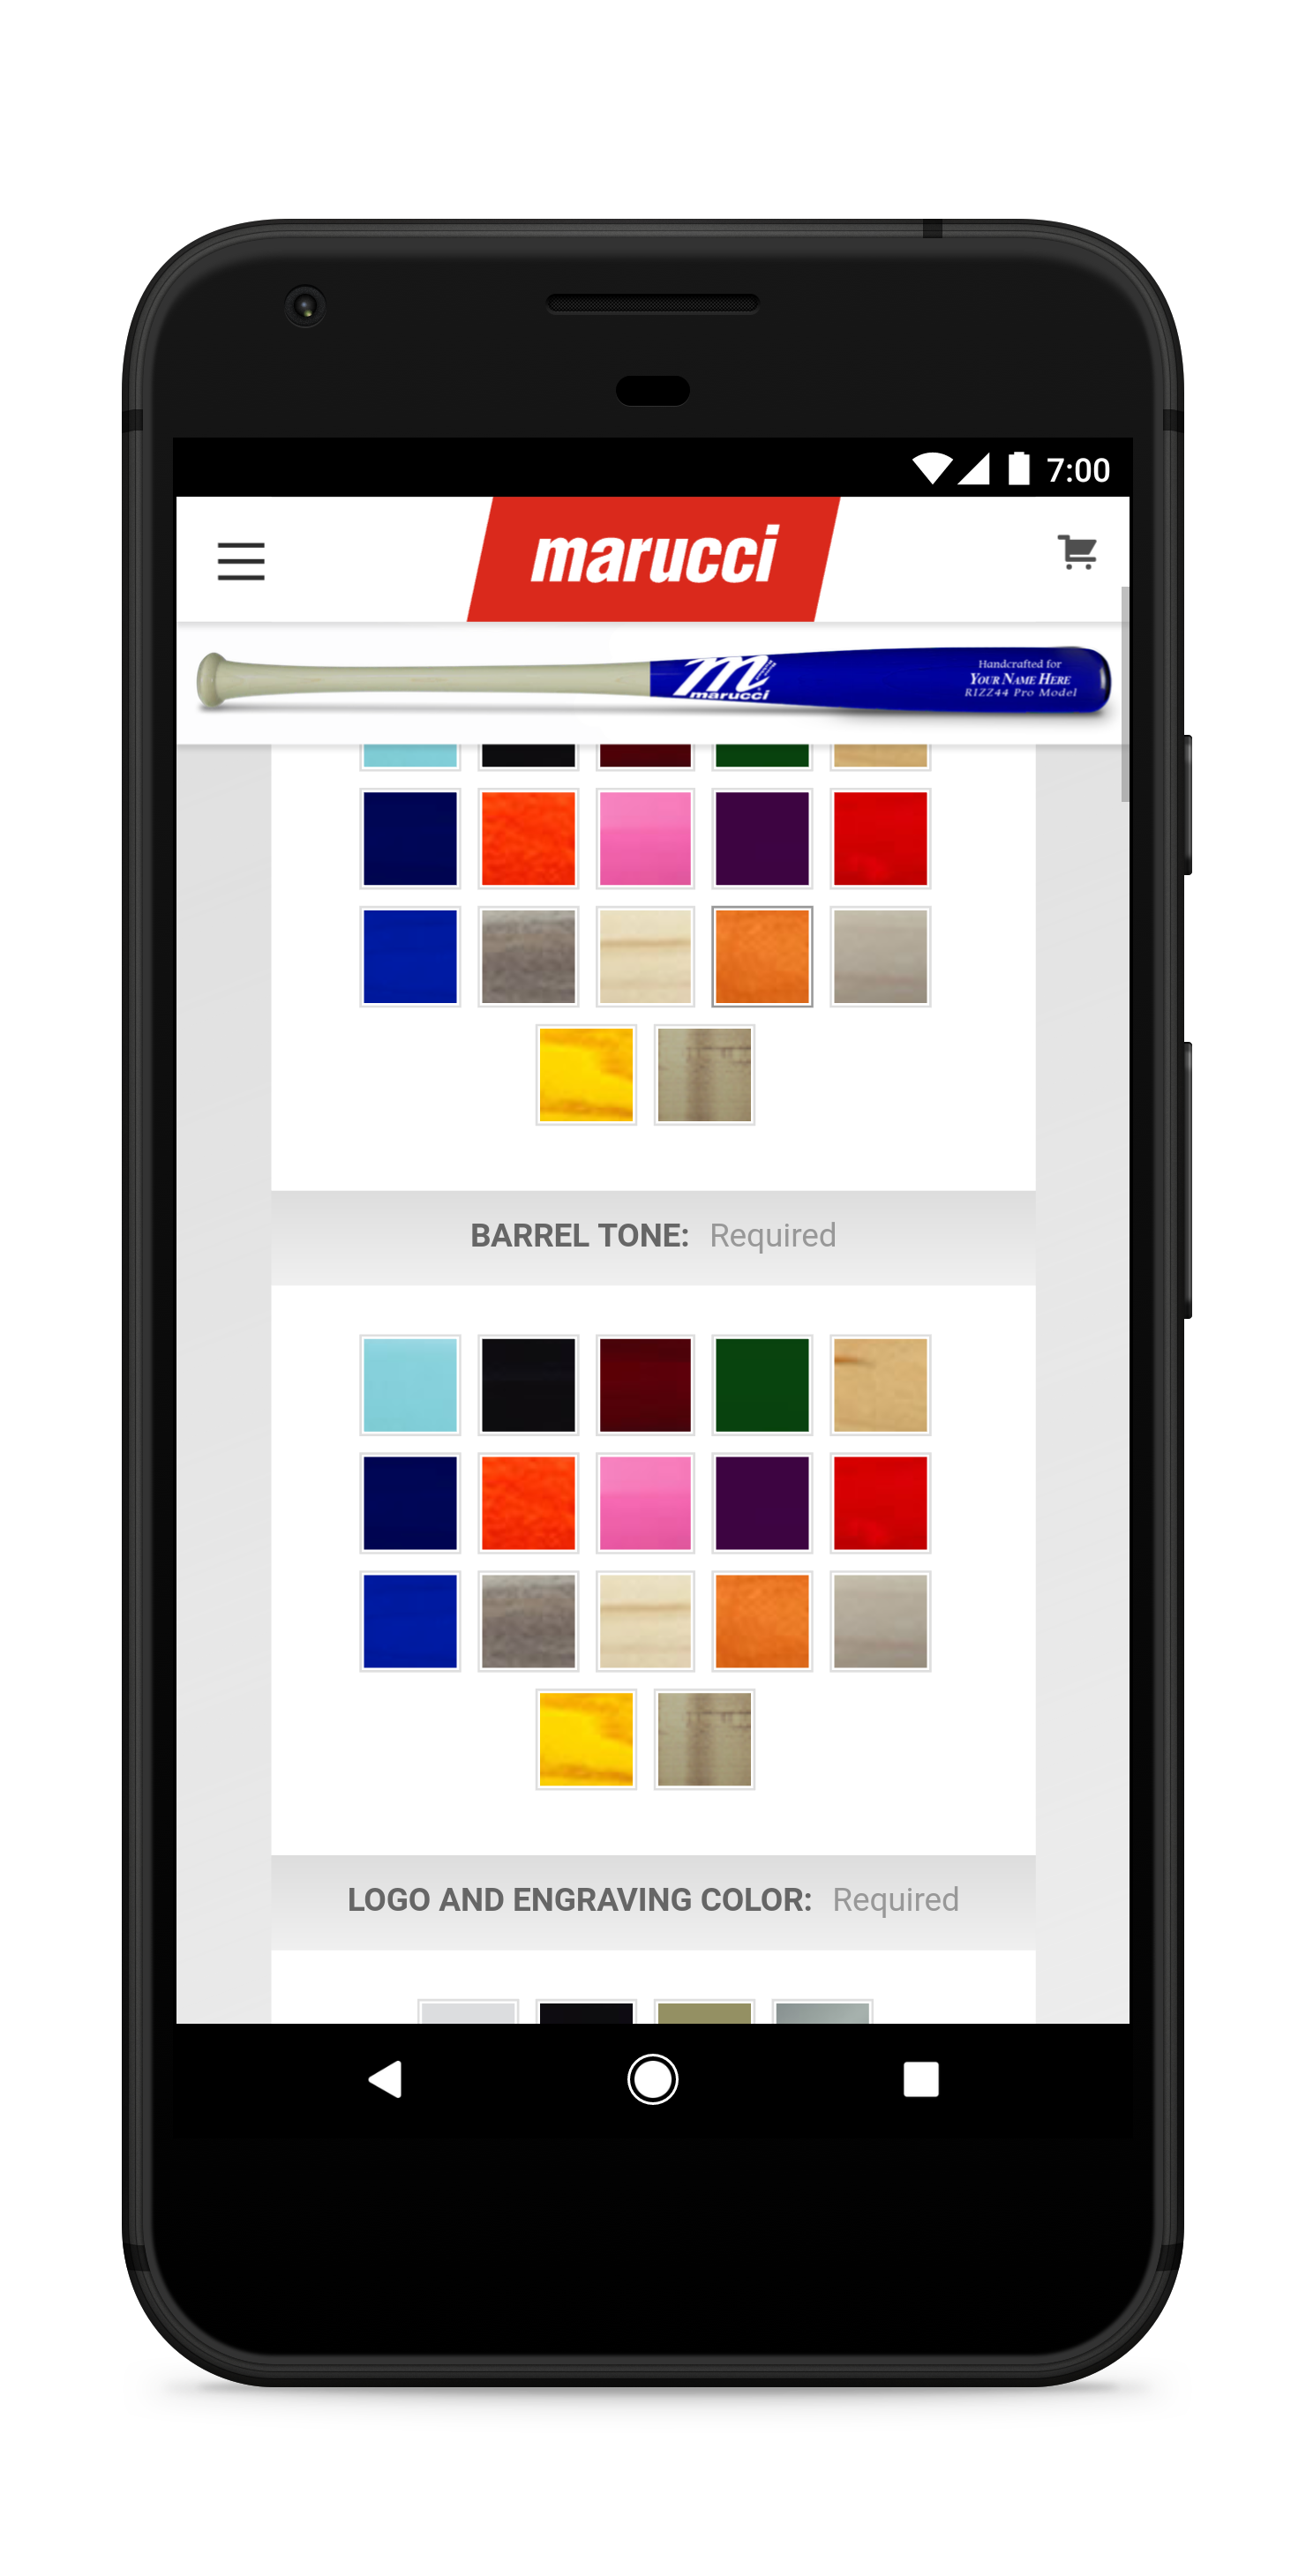 7:00
marucci
M
marucci
Handcrafted for
YOUR NAME HERE
RIZZ44 Pro Model
BARREL TONE: Required
LOGO AND ENGRAVING COLOR: Required